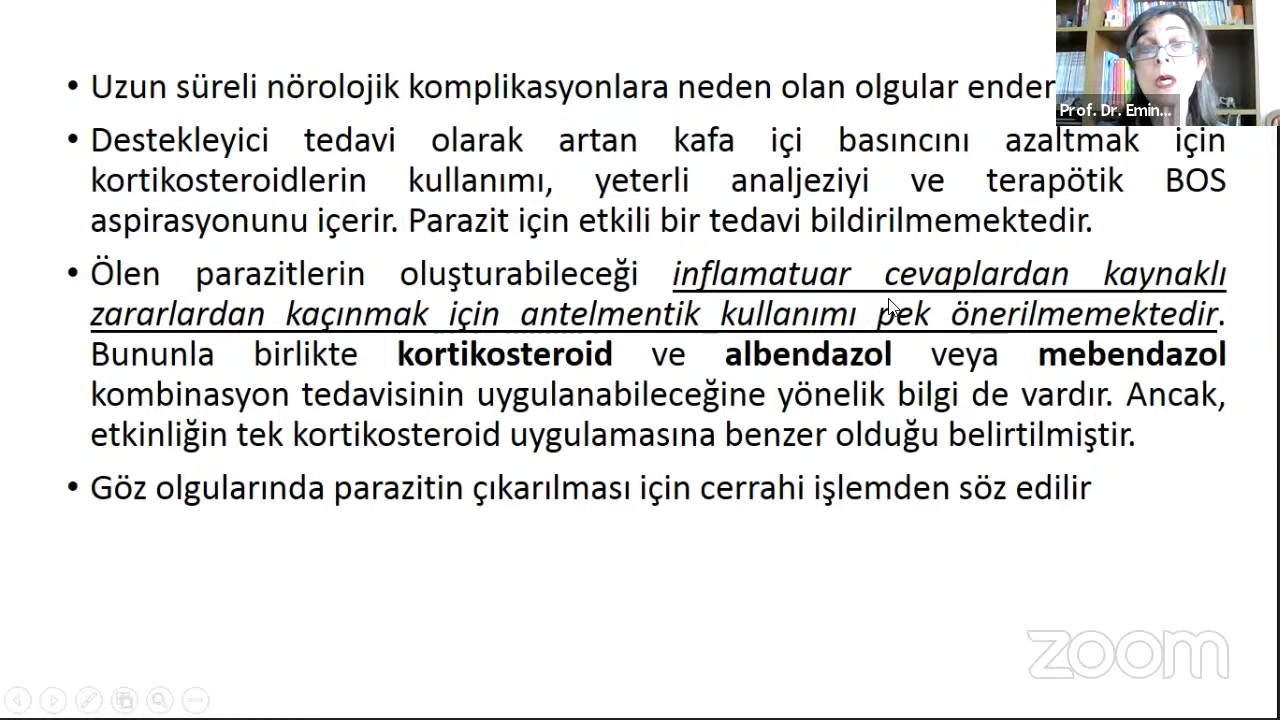 • Uzun süreli nörolojik komplikasyonlara neden olan olgular ender
Prof. Dr. Emin...
• Destekleyici tedavi olarak artan kafa içi basıncını azaltmak için
kortikosteroidlerin kullanımı, yeterli analjeziyi ve terapötik BOS
aspirasyonunu içerir. Parazit için etkili bir tedavi bildirilmemektedir.
• Ölen parazitlerin oluşturabileceği inflamatuar cevaplardan kaynaklı
zararlardan kaçınmak için antelmentik kullanımı pek önerilmemektedir.
Bununla birlikte kortikosteroid ve albendazol veya mebendazol
kombinasyon tedavisinin uygulanabileceğine yönelik bilgi de vardır. Ancak,
etkinliğin tek kortikosteroid uygulamasına benzer olduğu belirtilmiştir.
• Göz olgularında parazitin çıkarılması için cerrahi işlemden söz edilir
zoom